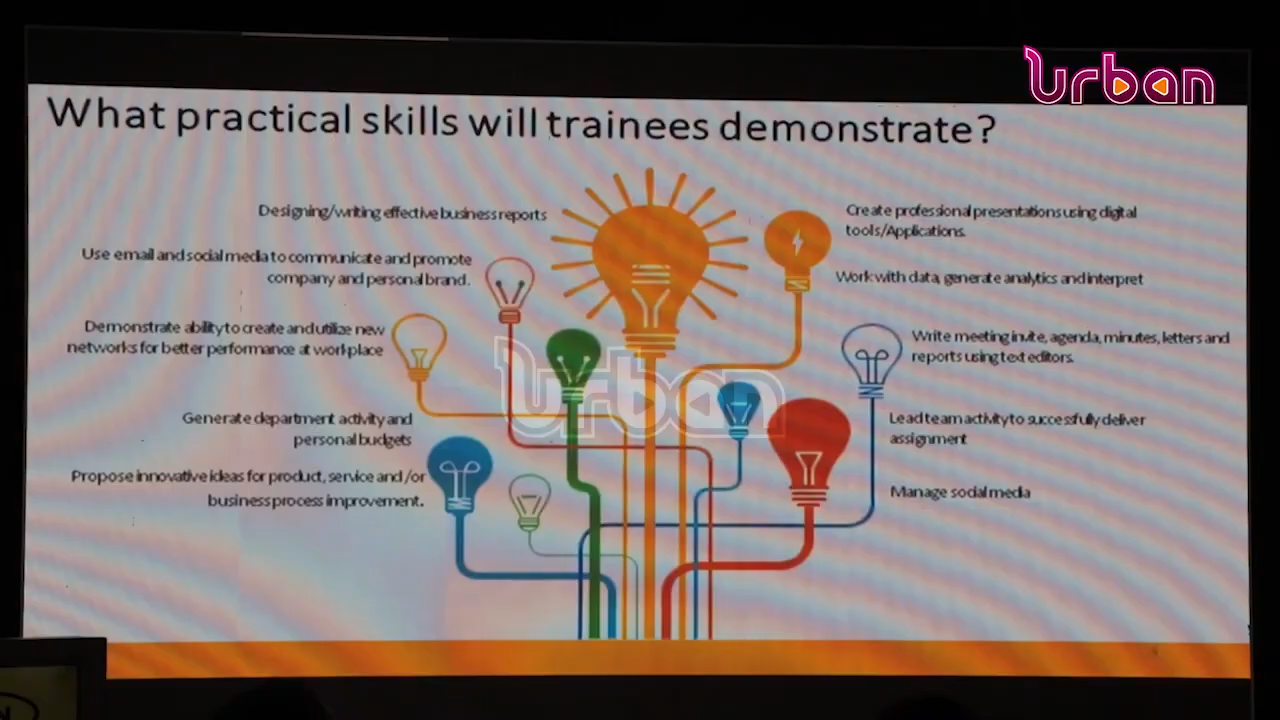 Urban
What practical skills will trainees demonstrate?
Designing/writing effective business reports
Use email and social media to communicate and promote
company and personal brand.
Demonstrate ability to create and utilize new
networks for better performance at workplace
Generate department activity and
personal budgets
Propose innovative ideas for product, service and /or
business process improvement.
Create professional presentations using digital
tools/Applications.
Work with data, generate analytics and interpret
Write meeting invite, agenda, minutes, letters and
reports using text editors.
Lead team activity to successfully deliver
assignment
Manage social media
Urban